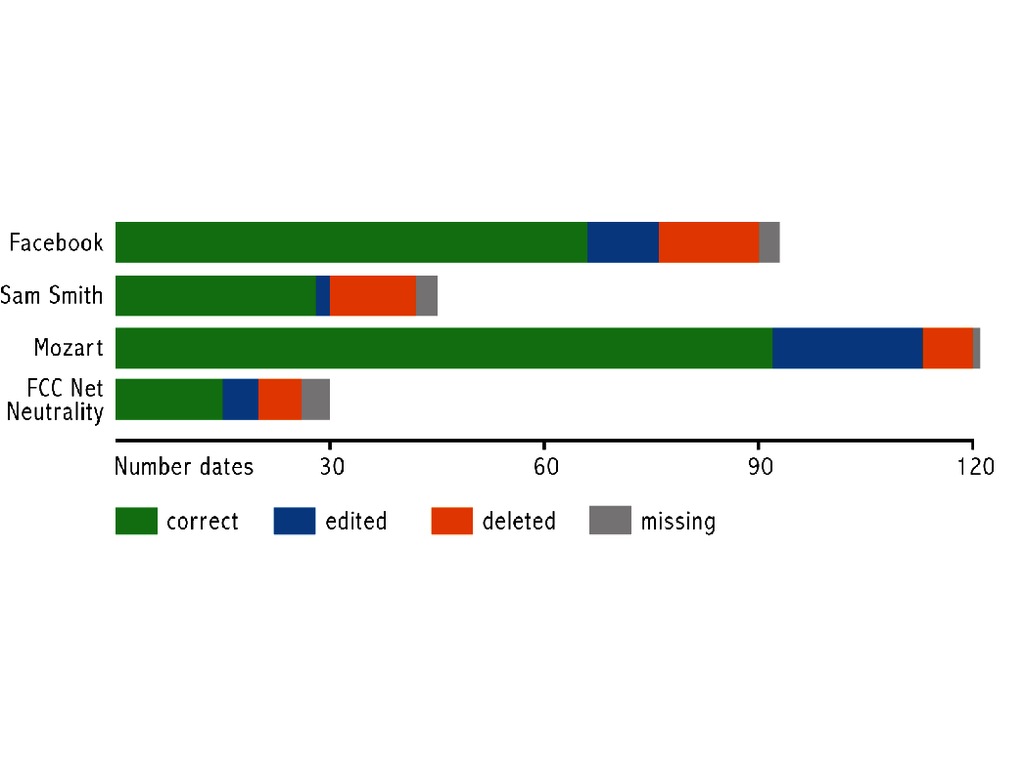 Facebook
Sam Smith
Mozart
FCC Net
Neutrality
Number dates 30 60 90 120
correct edited deleted missing